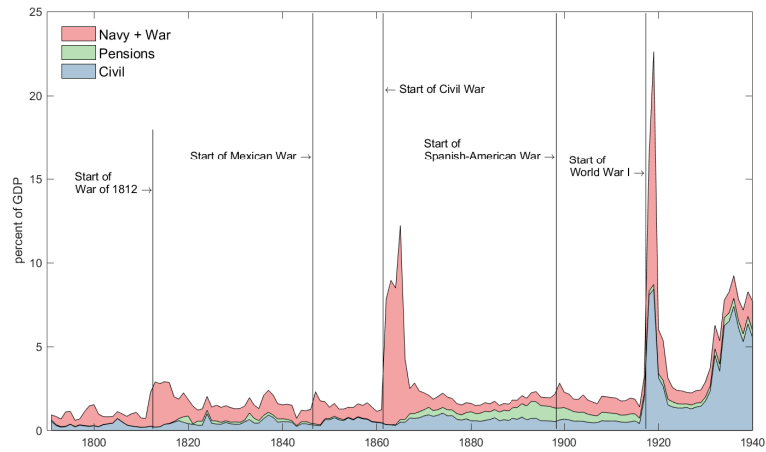 25
20
15
10
5
0
percent of GDP
Navy + War
Pensions
Civil
← Start of Civil War
Start of
War of 1812 →
Start of Mexican War →
Start of
Spanish-American War →
Start of
World War I →
1800
1820
1840
1860
1880
1900
1920
1940